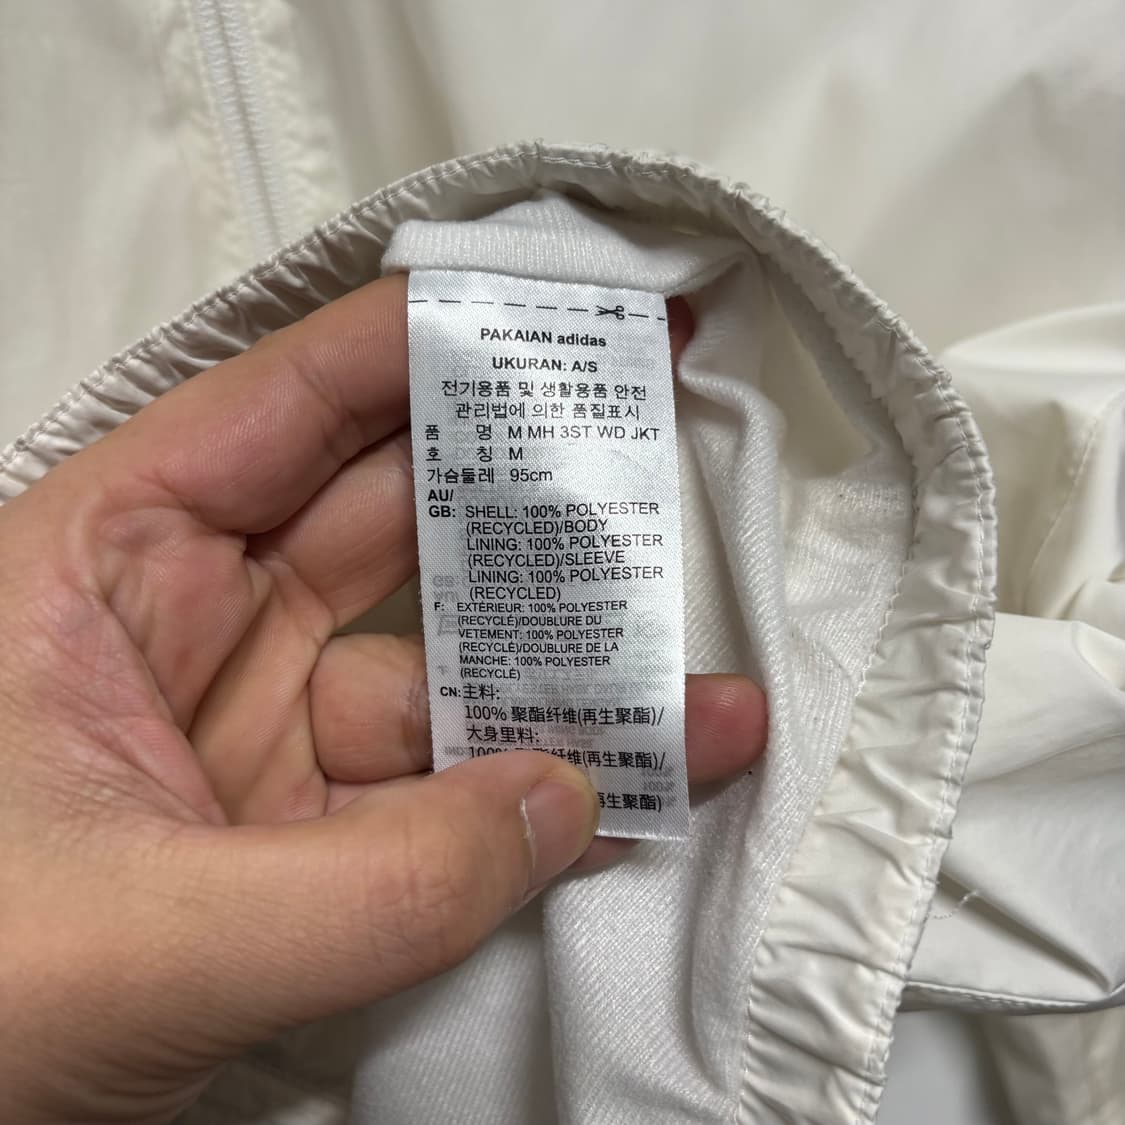 PAKAIAN adidas
UKURAN: A/S
전기용품 및 생활용품 안전
관리법에 의한 품질표시
품 명 M MH 3ST WD JKT
호 칭 M
가슴둘레 95cm
AU/
GB: SHELL: 100% POLYESTER
(RECYCLED)/BODY
LINING: 100% POLYESTER
(RECYCLED)/SLEEVE
LINING: 100% POLYESTER
(RECYCLED)
F: EXTÉRIEUR: 100% POLYESTER
(RECYCLÉ)/DOUBLURE DU
VETEMENT: 100% POLYESTER
(RECYCLÉ)/DOUBLURE DE LA
MANCHE: 100% POLYESTER
(RECYCLÉ)
CN: 主料:
100% 聚酯纤维(再生聚酯)/
大身里料:
100% 聚酯纤维(再生聚酯)/
再生聚酯)